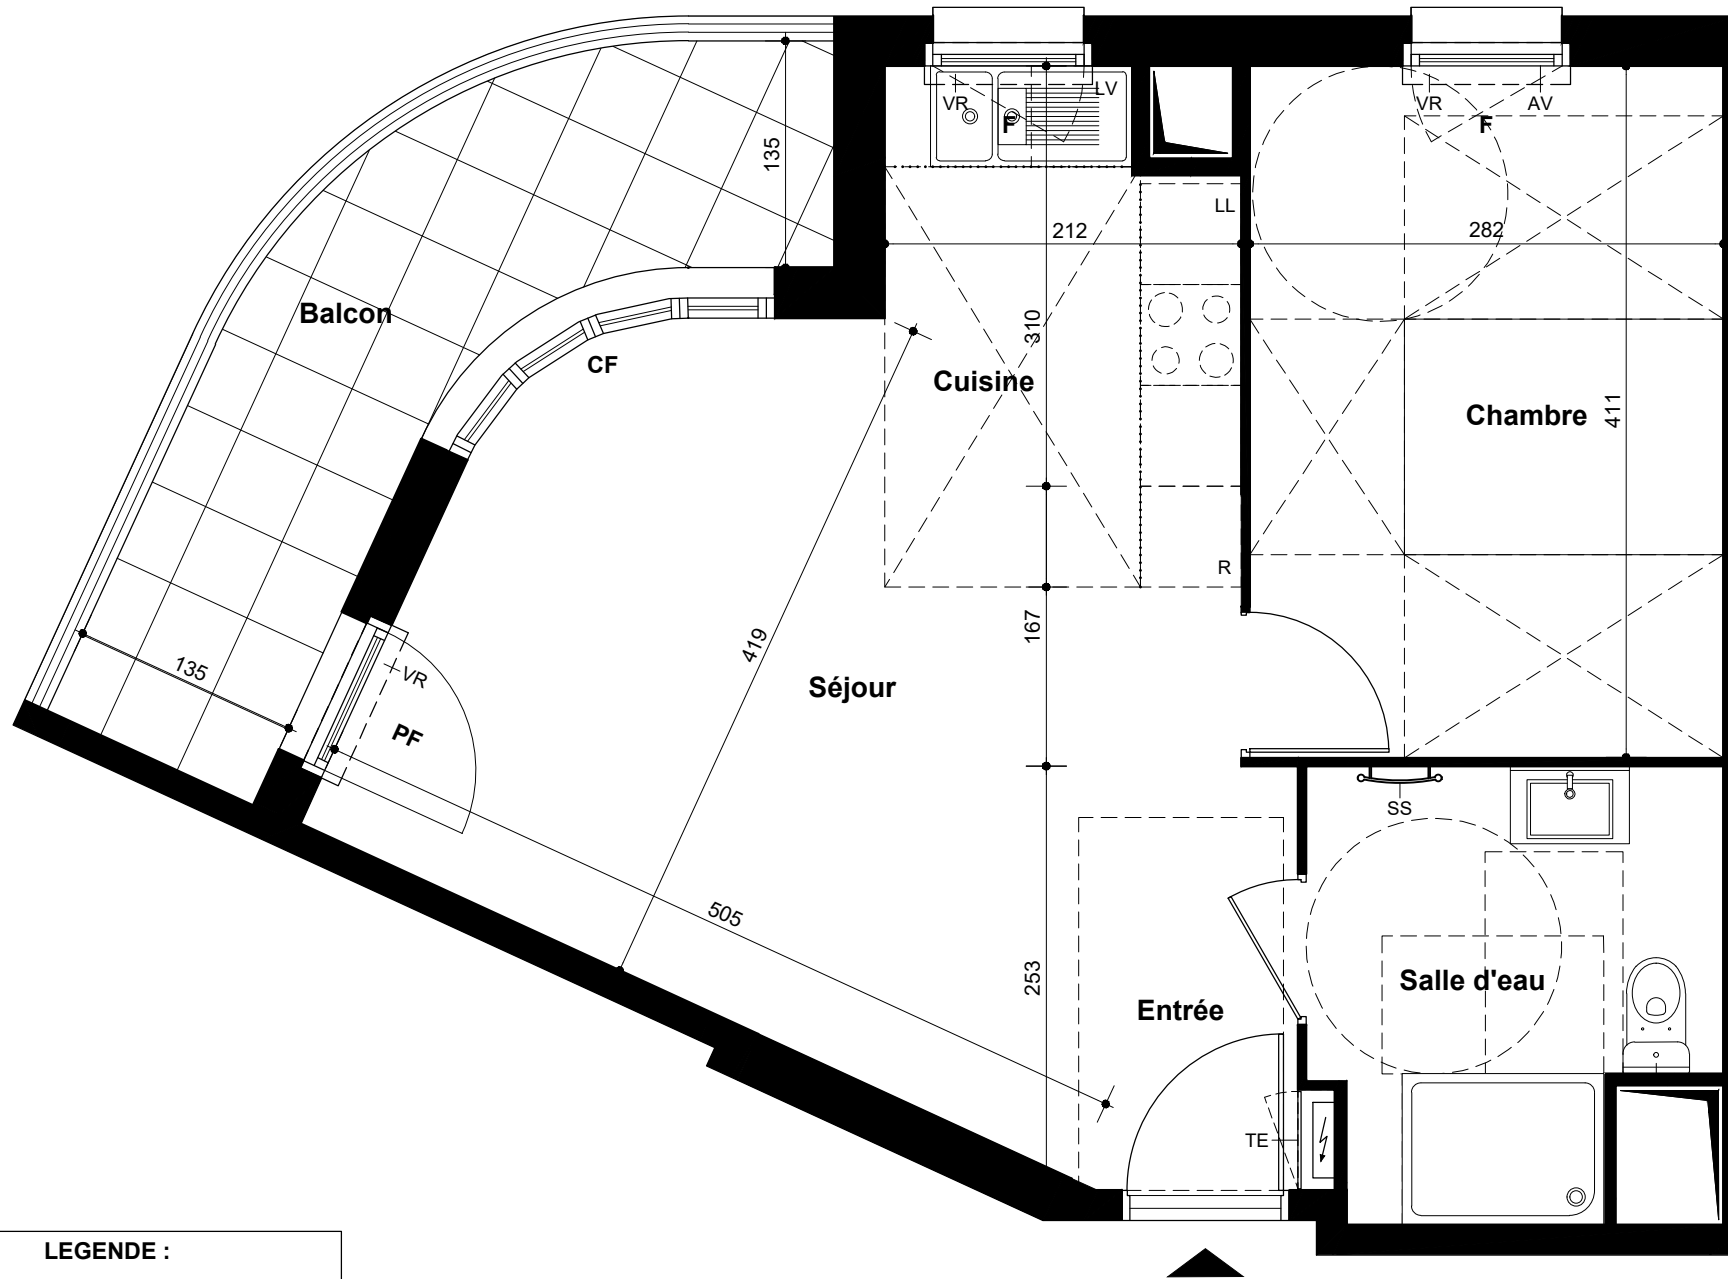 VR
LV
F
VR
AV
F
135
LL
212
282
Balcon
310
CF
Cuisine
Chambre
411
R
167
419
135
VR
Séjour
PF
SS
505
253
Salle d'eau
Entrée
TE
LEGENDE :